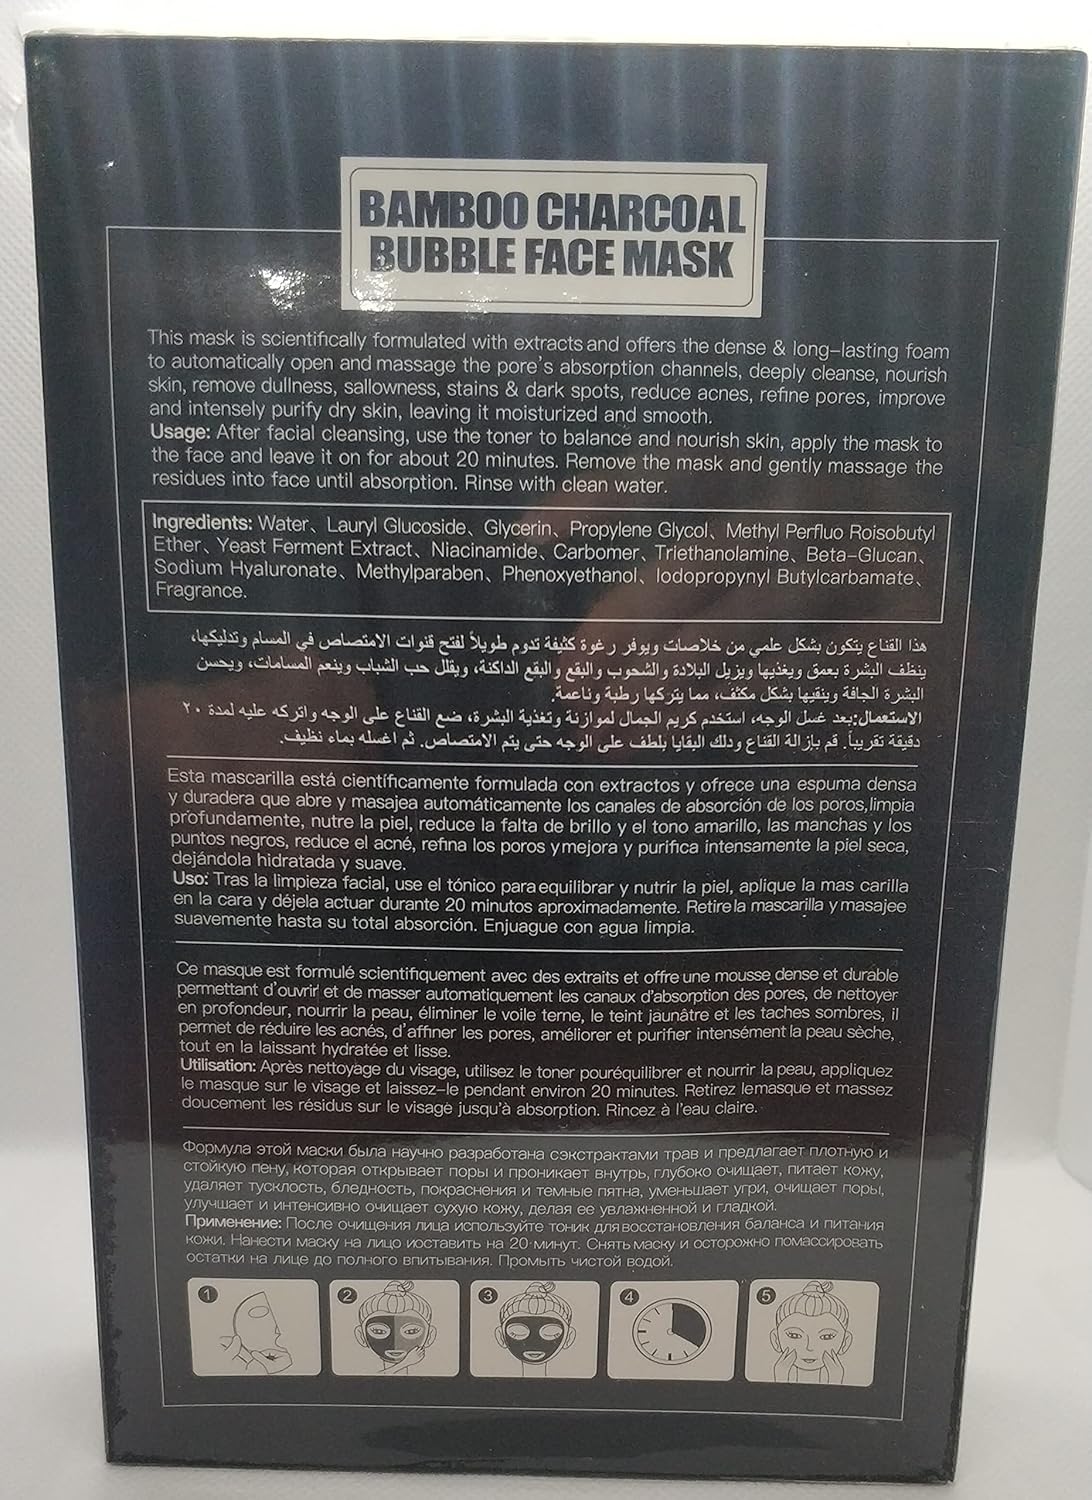 BAMBOO CHARCOAL
BUBBLE FACE MASK
This mask is scientifically formulated with extracts and offers the dense & long-lasting foam
to automatically open and massage the pore's absorption channels, deeply cleanse, nourish
skin, remove dullness, sallowness, stains & dark spots, reduce acnes, refine pores, improve
and intensely purify dry skin, leaving it moisturized and smooth.
Usage: After facial cleansing, use the toner to balance and nourish skin, apply the mask to
the face and leave it on for about 20 minutes. Remove the mask and gently massage the
residues into face until absorption. Rinse with clean water.
Ingredients: Water、Lauryl Glucoside、Glycerin、Propylene Glycol、Methyl Perfluo Roisobutyl
Ether、Yeast Ferment Extract、Niacinamide、Carbomer、Triethanolamine、Beta-Glucan、
Sodium Hyaluronate、Methylparaben、Phenoxyethanol、Iodopropynyl Butylcarbamate、
Fragrance.
هذا القناع يتكون بشكل علمي من خلاصات ويوفر رغوة كثيفة تدوم طويلاً لفتح قنوات الامتصاص في المسام وتدليكها،
ينظف البشرة بعمق ويغذيها ويزيل البلادة والشحوب والبقع والبقع الداكنة، ويقلل حب الشباب وينعم المسامات، ويحسن
البشرة الجافة وينقيها بشكل مكثف، مما يتركها رطبة وناعمة.
الاستعمال:بعد غسل الوجه، استخدم كريم الجمال لموازنة وتغذية البشرة، ضع القناع على الوجه واتركه عليه لمدة ٢٠
دقيقة تقريباً. قم بإزالة القناع ودلك البقايا بلطف على الوجه حتى يتم الامتصاص. ثم اغسله بماء نظيف.
Esta mascarilla está científicamente formulada con extractos y ofrece una espuma densa
y duradera que abre y masajea automáticamente los canales de absorción de los poros,limpia
profundamente, nutre la piel, reduce la falta de brillo y el tono amarillo, las manchas y los
puntos negros, reduce el acné, refina los poros y mejora y purifica intensamente la piel seca,
dejándola hidratada y suave.
Uso: Tras la limpieza facial, use el tónico para equilibrar y nutrir la piel, aplique la mas carilla
en la cara y déjela actuar durante 20 minutos aproximadamente. Retire la mascarilla y masajee
suavemente hasta su total absorción. Enjuague con agua limpia.
Ce masque est formulé scientifiquement avec des extraits et offre une mousse dense et durable
permettant d'ouvrir et de masser automatiquement les canaux d'absorption des pores, de nettoyer
en profondeur, nourrir la peau, éliminer le voile terne, le teint jaunâtre et les taches sombres, il
permet de réduire les acnés, d'affiner les pores, améliorer et purifier intensément la peau sèche,
tout en la laissant hydratée et lisse.
Utilisation: Après nettoyage du visage, utilisez le toner pouréquilibrer et nourrir la peau, appliquez
le masque sur le visage et laissez-le pendant environ 20 minutes. Retirez lemasque et massez
doucement les résidus sur le visage jusqu'à absorption. Rincez à l'eau claire.
Формула этой маски была научно разработана сэкстрактами трав и предлагает плотную и
стойкую пену, которая открывает поры и проникает внутрь, глубоко очищает, питает кожу,
удаляет тусклость, бледность, покраснения и темные пятна, уменьшает угри, очищает поры,
улучшает и интенсивно очищает сухую кожу, делая ее увлажненной и гладкой.
Применение: После очищения лица используйте тоник для восстановления баланса и питания
кожи. Нанести маску на лицо иоставить на 20 минут. Снять маску и осторожно помассировать
остатки на лице до полного впитывания. Промыть чистой водой.
1 2 3 4 5